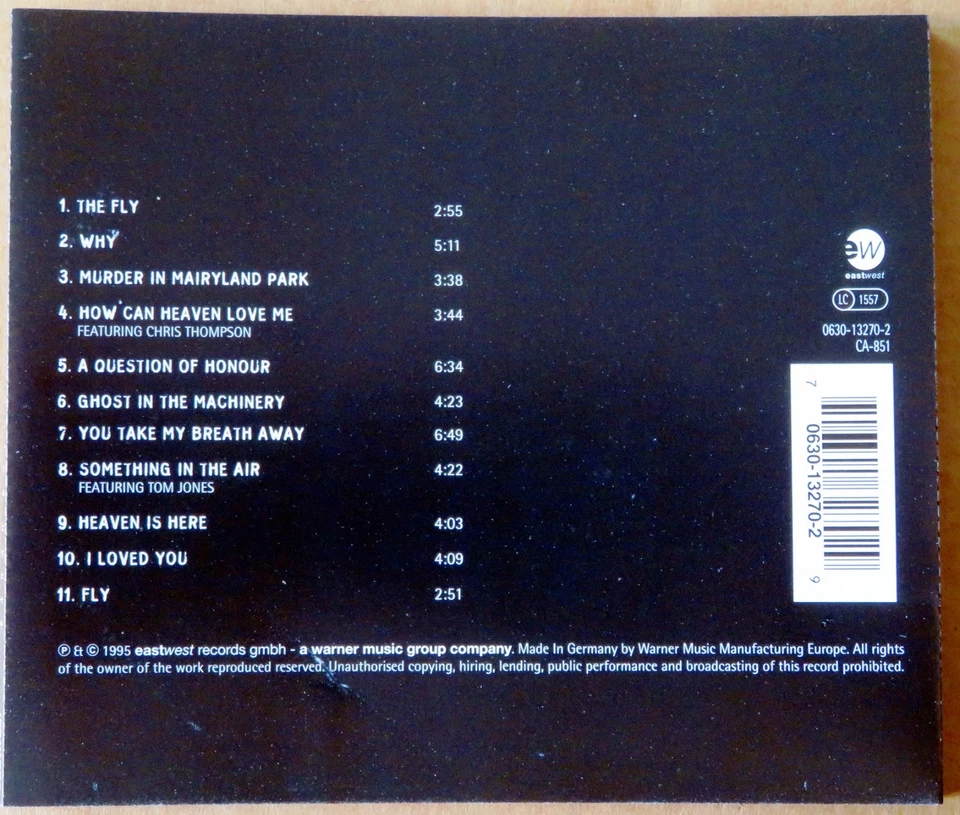 1. THE FLY 2:55
2. WHY 5:11
3. MURDER IN MAIRYLAND PARK 3:38
4. HOW CAN HEAVEN LOVE ME 3:44
FEATURING CHRIS THOMPSON
5. A QUESTION OF HONOUR 6:34
6. GHOST IN THE MACHINERY 4:23
7. YOU TAKE MY BREATH AWAY 6:49
8. SOMETHING IN THE AIR 4:22
FEATURING TOM JONES
9. HEAVEN IS HERE 4:03
10. I LOVED YOU 4:09
11. FLY 2:51
ew
eastwest
LC 1557
0630-13270-2
CA-851
7 0630-13270-2 9
℗ & © 1995 eastwest records gmbh - a warner music group company. Made In Germany by Warner Music Manufacturing Europe. All rights
of the owner of the work reproduced reserved. Unauthorised copying, hiring, lending, public performance and broadcasting of this record prohibited.